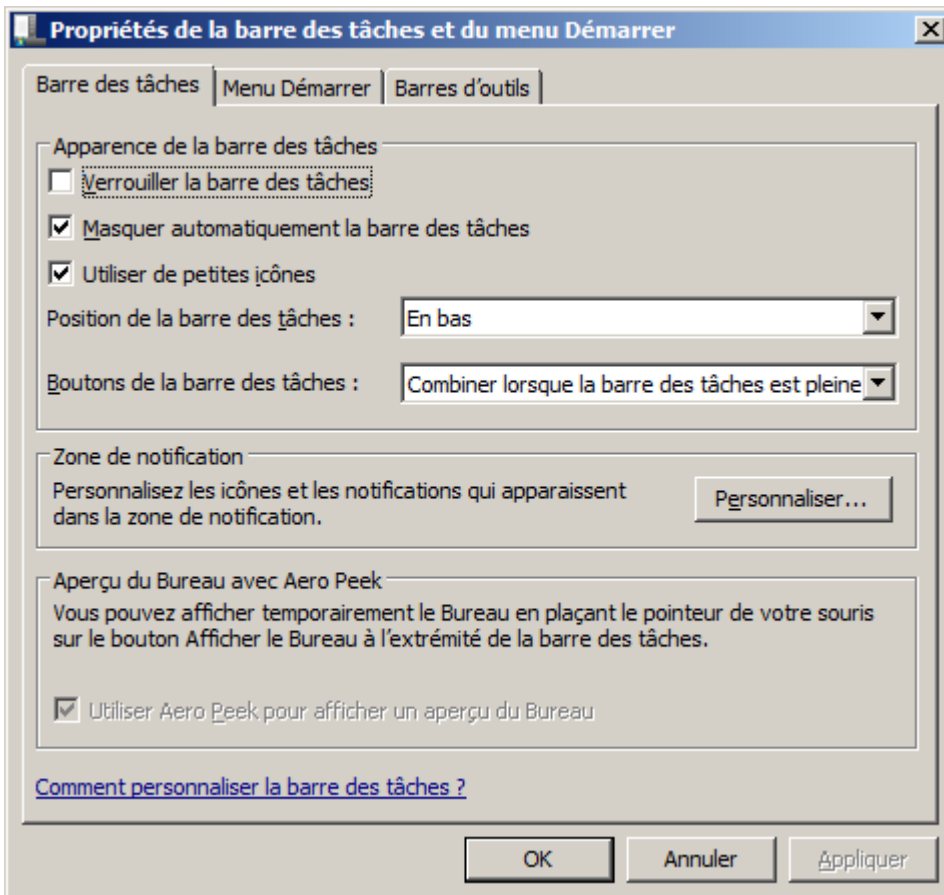 Propriétés de la barre des tâches et du menu Démarrer
Barre des tâches
Menu Démarrer
Barres d'outils
Apparence de la barre des tâches
Verrouiller la barre des tâches
Masquer automatiquement la barre des tâches
Utiliser de petites icônes
Position de la barre des tâches :
En bas
Boutons de la barre des tâches :
Combiner lorsque la barre des tâches est pleine
Zone de notification
Personnalisez les icônes et les notifications qui apparaissent
dans la zone de notification.
Personnaliser...
Aperçu du Bureau avec Aero Peek
Vous pouvez afficher temporairement le Bureau en plaçant le pointeur de votre souris
sur le bouton Afficher le Bureau à l'extrémité de la barre des tâches.
Utiliser Aero Peek pour afficher un aperçu du Bureau
Comment personnaliser la barre des tâches ?
OK
Annuler
Appliquer